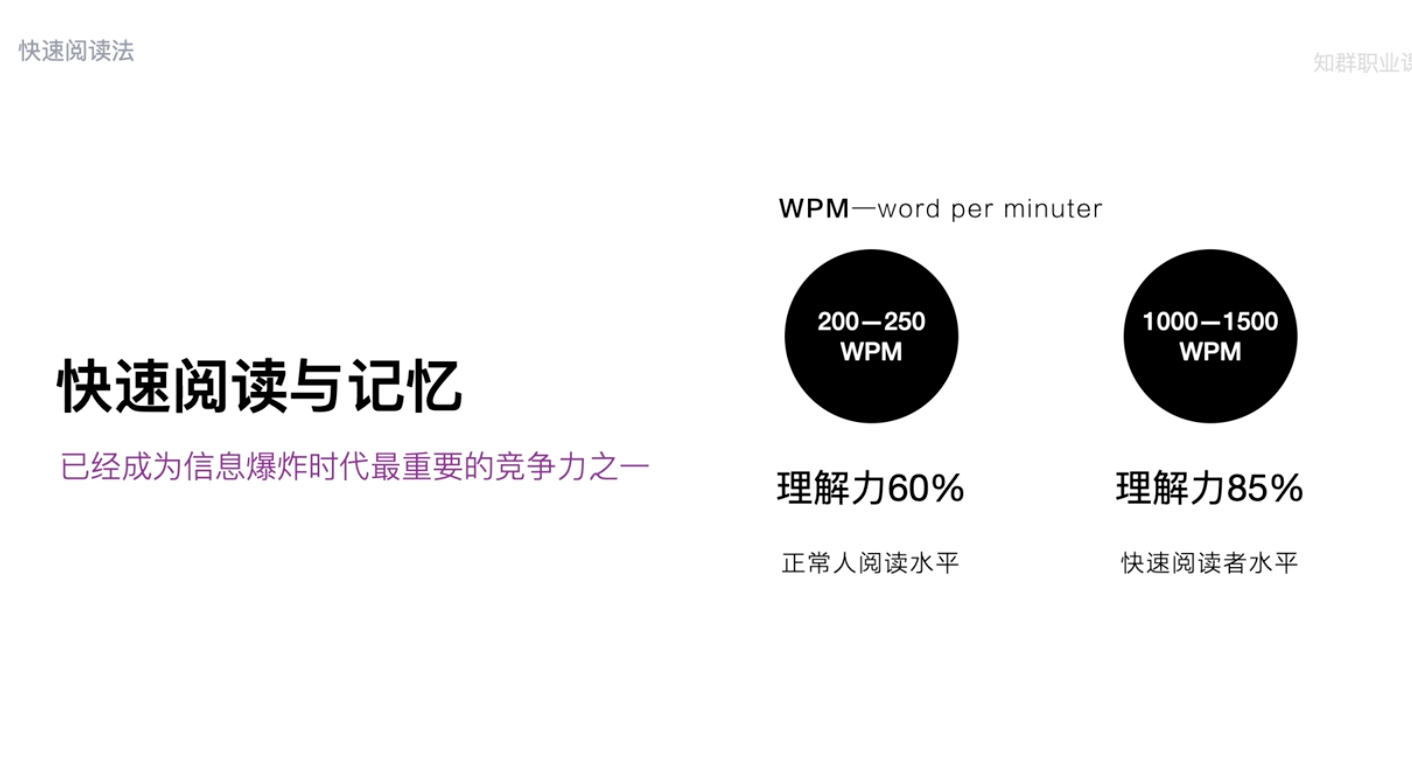 快速阅读法
知群职业课
WPM—word per minuter
200—250
WPM
1000—1500
WPM
快速阅读与记忆
已经成为信息爆炸时代最重要的竞争力之一
理解力60%
理解力85%
正常人阅读水平
快速阅读者水平